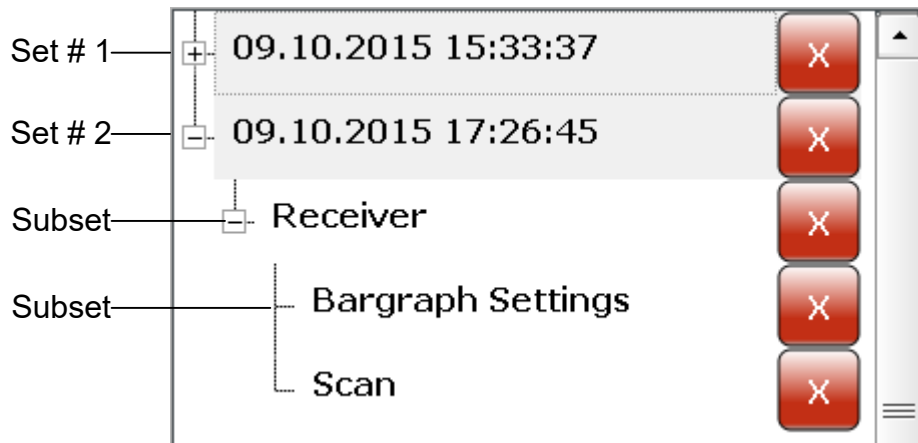 Set # 1 09.10.2015 15:33:37 X
Set # 2 09.10.2015 17:26:45 X
Subset Receiver X
Subset Bargraph Settings X
Scan X